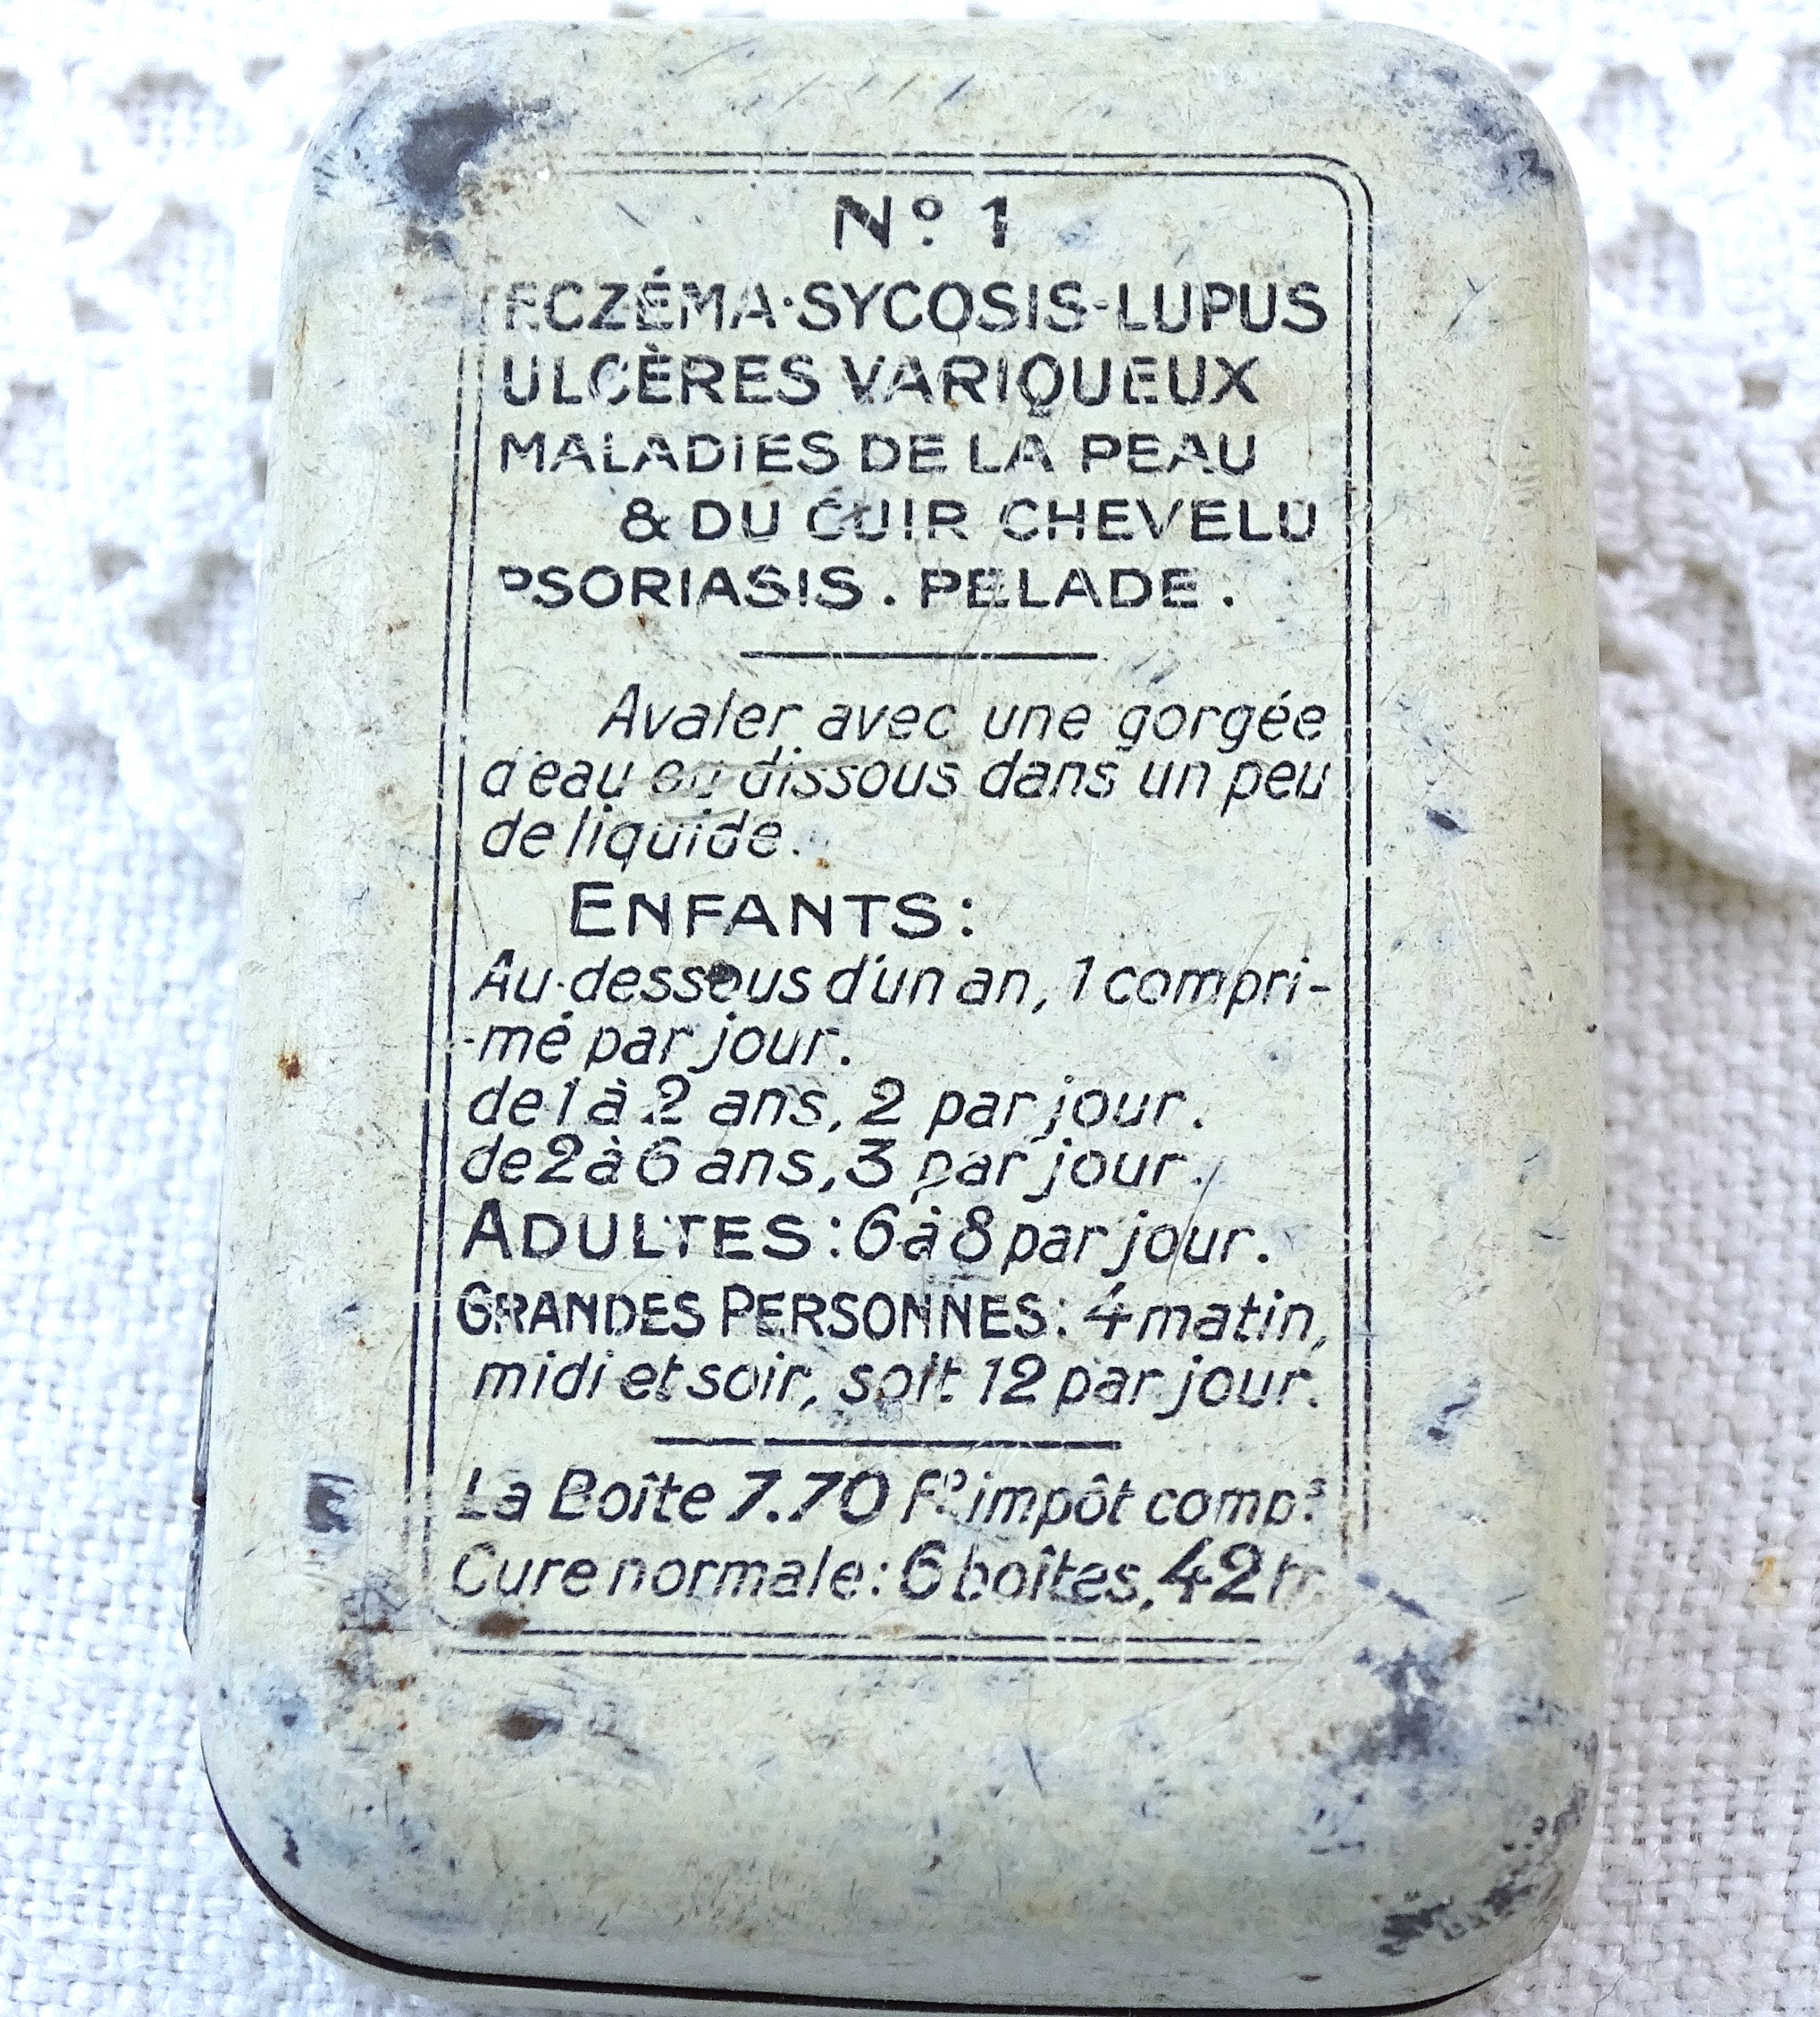 Nº 1
ECZÉMA·SYCOSIS-LUPUS
ULCÈRES VARIQUEUX
MALADIES DE LA PEAU
& DU CUIR CHEVELU
PSORIASIS . PELADE .
Avaler avec une gorgée
d'eau ou dissous dans un peu
de liquide.
ENFANTS:
Au-dessous d'un an, 1 compri-
-mé par jour.
de 1 à 2 ans, 2 par jour.
de 2 à 6 ans, 3 par jour.
ADULTES: 6 à 8 par jour.
GRANDES PERSONNES: 4 matin,
midi et soir, soit 12 par jour.
La Boîte 7.70 Fº impôt comp.s
Cure normale: 6 boîtes, 42 fr.